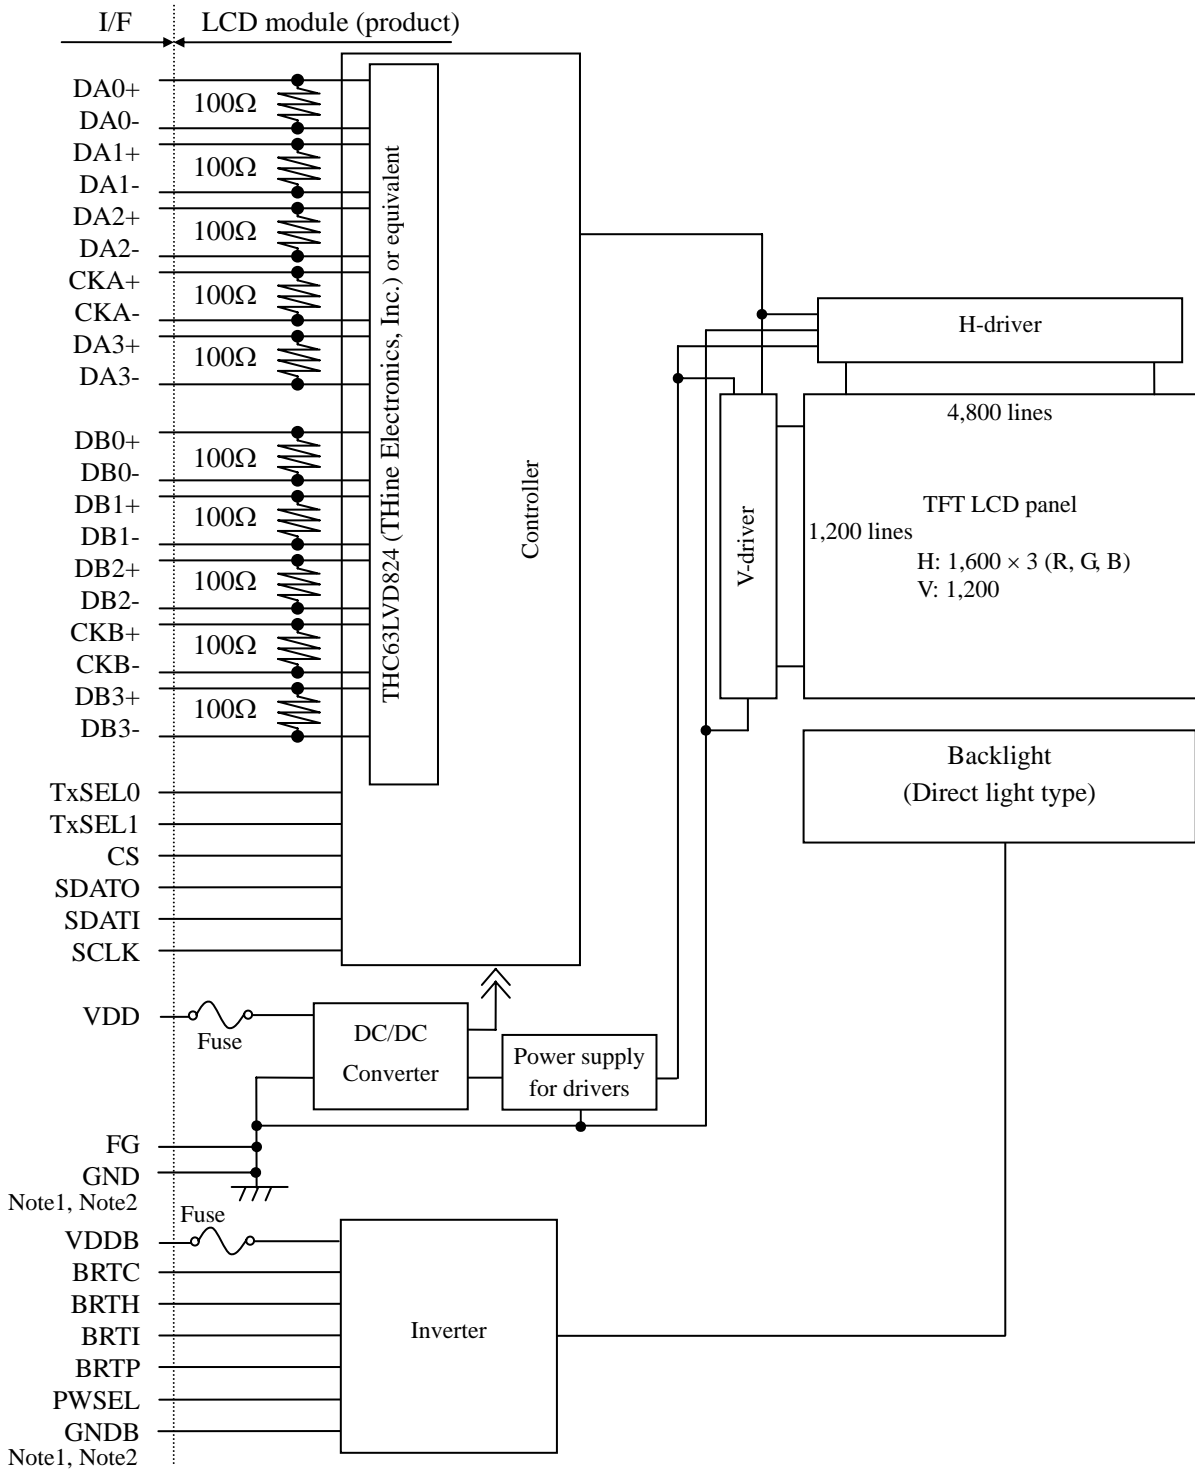 I/F
LCD module (product)
DA0+
100Ω
DA0-
DA1+
100Ω
DA1-
DA2+
100Ω
DA2-
CKA+
100Ω
CKA-
DA3+
100Ω
DA3-
DB0+
100Ω
DB0-
DB1+
100Ω
DB1-
DB2+
100Ω
DB2-
CKB+
100Ω
CKB-
DB3+
100Ω
DB3-
THC63LVD824 (THine Electronics, Inc.) or equivalent
Controller
H-driver
V-driver
4,800 lines
TFT LCD panel
1,200 lines
H: 1,600 × 3 (R, G, B)
V: 1,200
Backlight
(Direct light type)
TxSEL0
TxSEL1
CS
SDATO
SDATI
SCLK
VDD
Fuse
DC/DC
Converter
Power supply
for drivers
FG
GND
Note1, Note2
Fuse
VDDB
BRTC
BRTH
BRTI
BRTP
PWSEL
GNDB
Note1, Note2
Inverter